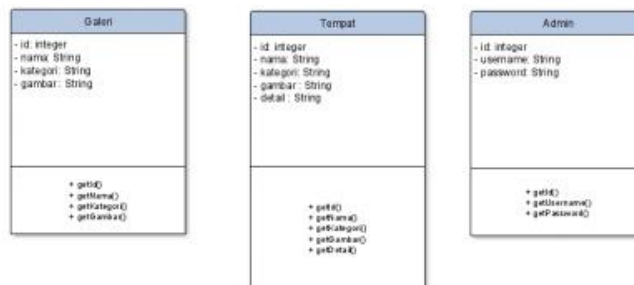 Galeri
- id: integer
- nama: String
- kategori: String
- gambar : String
+ getId()
+ getNama()
+ getKategori()
+ getGambar()
Tempat
- id: integer
- nama: String
- kategori: String
- gambar : String
- detail : String
+ getId()
+ getNama()
+ getKategori()
+ getGambar()
+ getDetail()
Admin
- id: integer
- username: String
- password: String
+ getId()
+ getUsername()
+ getPassword()